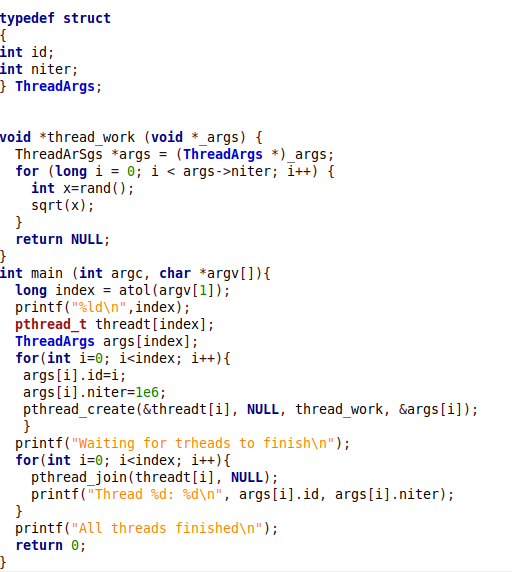 typedef struct
{
int id;
int niter;
} ThreadArgs;
void *thread_work (void *_args) {
ThreadArSgs *args = (ThreadArgs *)_args;
for (long i = 0; i < args->niter; i++) {
int x=rand();
sqrt(x);
}
return NULL;
}
int main (int argc, char *argv[]){
long index = atol(argv[1]);
printf("%ld\n",index);
pthread_t threadt[index];
ThreadArgs args[index];
for(int i=0; i<index; i++){
args[i].id=i;
args[i].niter=1e6;
pthread_create(&threadt[i], NULL, thread_work, &args[i]);
}
printf("Waiting for trheads to finish\n");
for(int i=0; i<index; i++){
pthread_join(threadt[i], NULL);
printf("Thread %d: %d\n", args[i].id, args[i].niter);
}
printf("All threads finished\n");
return 0;
}